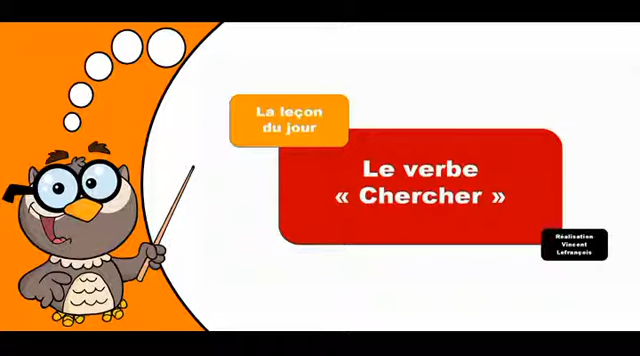 La leçon
du jour
Le verbe
« Chercher »
Réalisation
Vincent
Lefrançois